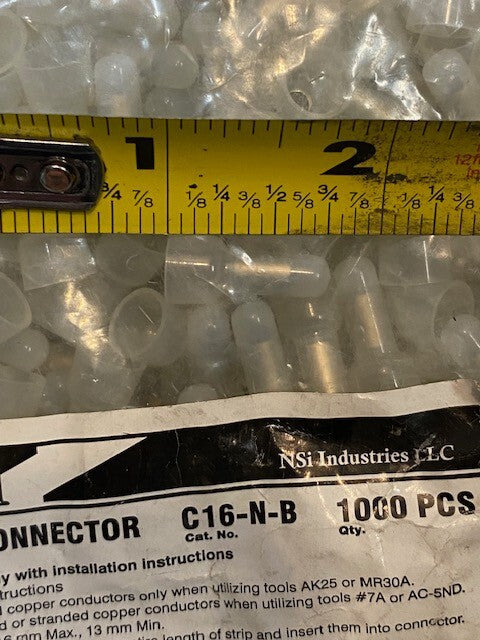 1 2
3/4 7/8 1/8 1/4 3/8 1/2 5/8 3/4 7/8 1/8 1/4 3/8
NSi Industries LLC
ONNECTOR C16-N-B 1000 PCS
Cat. No. Qty.
y with installation instructions
tructions
d copper conductors only when utilizing tools AK25 or MR30A.
d or stranded copper conductors when utilizing tools #7A or AC-5ND.
6 mm Max., 13 mm Min.
length of strip and insert them into connector.